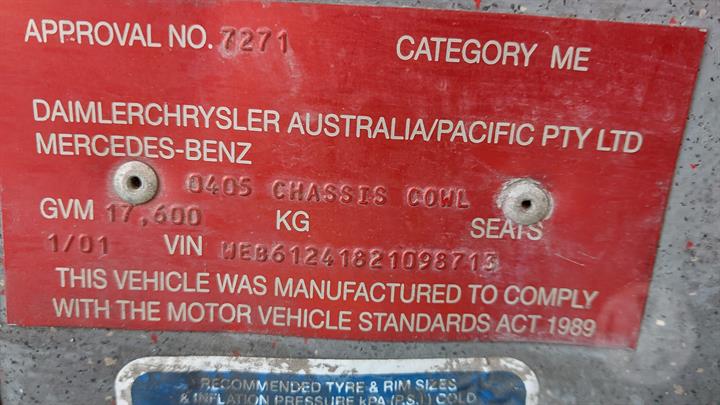 APPROVAL NO. 7271 CATEGORY ME
DAIMLERCHRYSLER AUSTRALIA/PACIFIC PTY LTD
MERCEDES-BENZ
0405 CHASSIS COWL
GVM 17,600 KG SEATS
1/01 VIN WEB61241821098713
THIS VEHICLE WAS MANUFACTURED TO COMPLY
WITH THE MOTOR VEHICLE STANDARDS ACT 1989
RECOMMENDED TYRE & RIM SIZES
& INFLATION PRESSURE kPA (P.S.I.) COLD